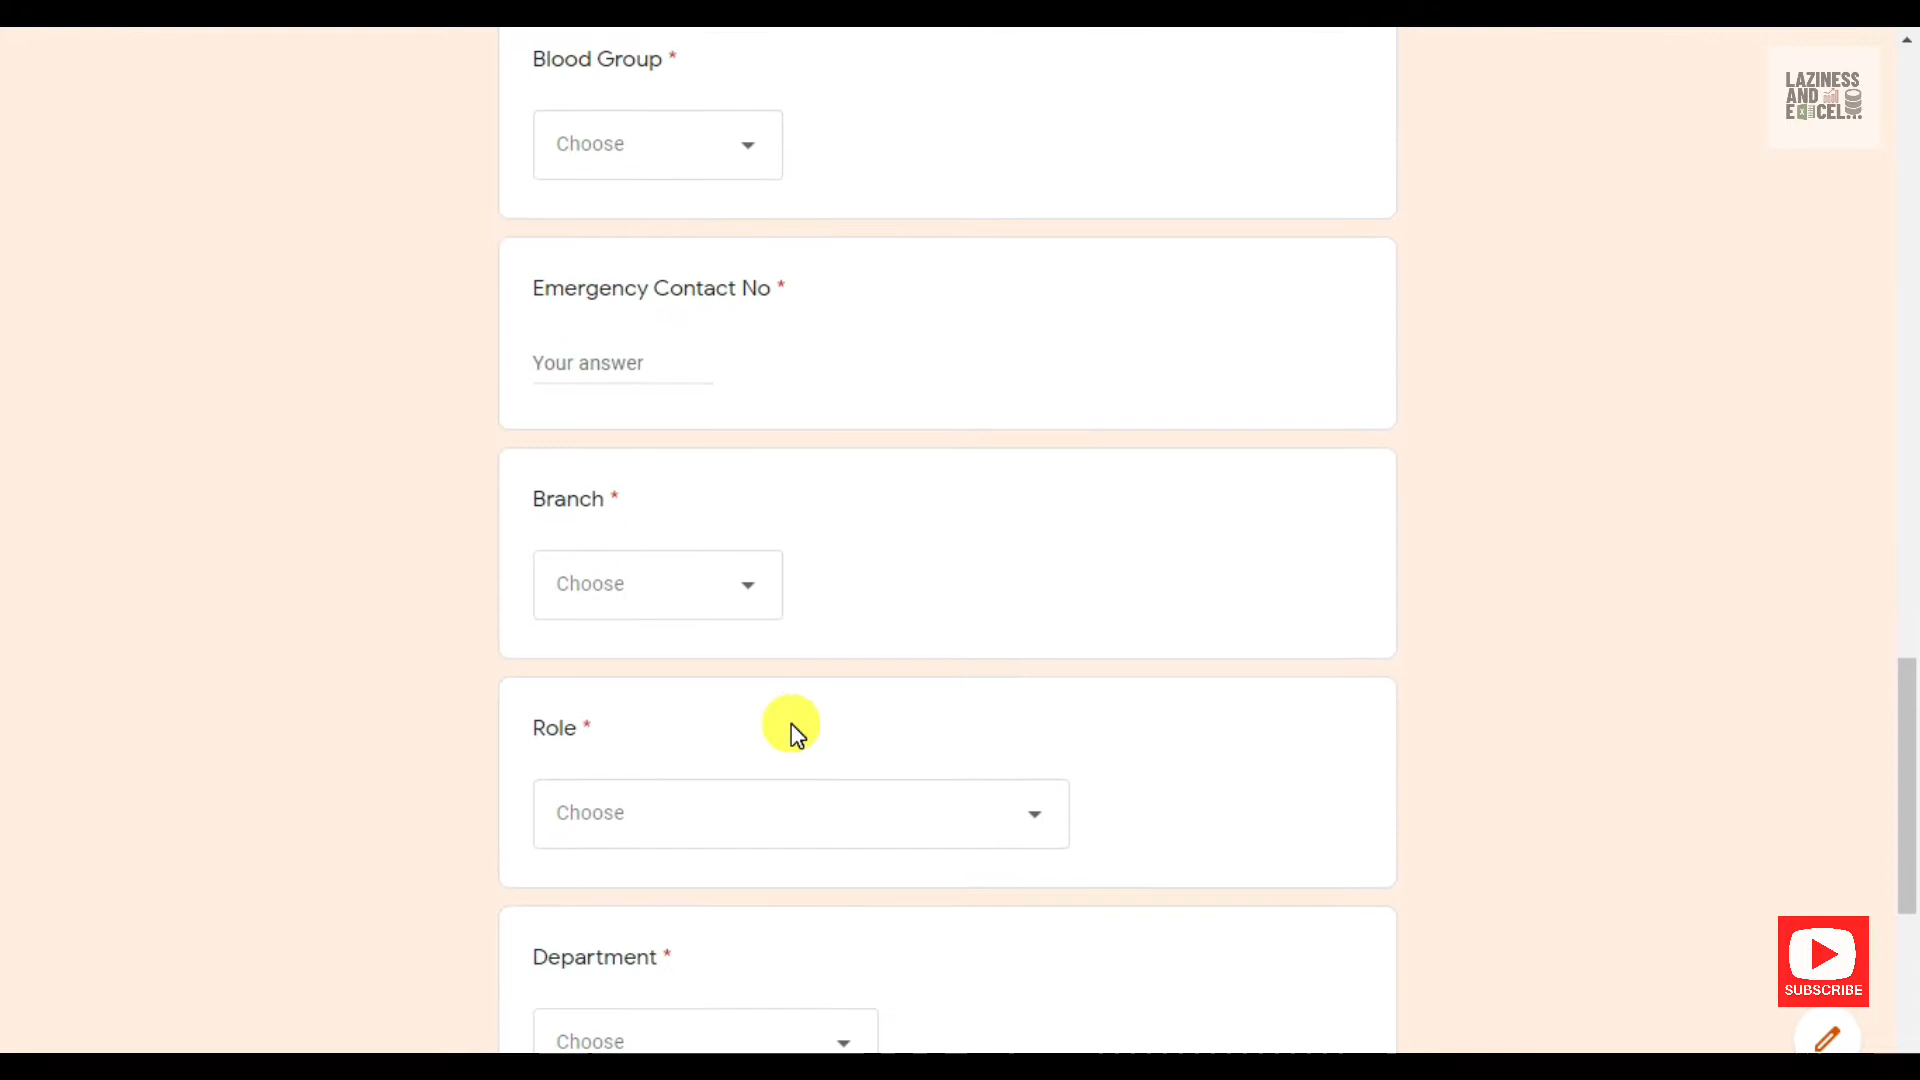 Blood Group *
Choose
LAZINESS
AND
EXCEL...
Emergency Contact No *
Your answer
Branch *
Choose
Role *
Choose
Department *
Choose
SUBSCRIBE